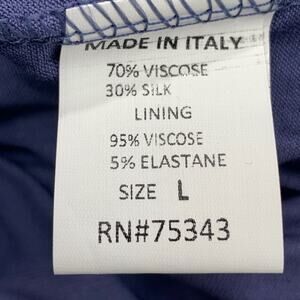 MADE IN ITALY
70% VISCOSE
30% SILK
LINING
95% VISCOSE
5% ELASTANE
SIZE L
RN#75343